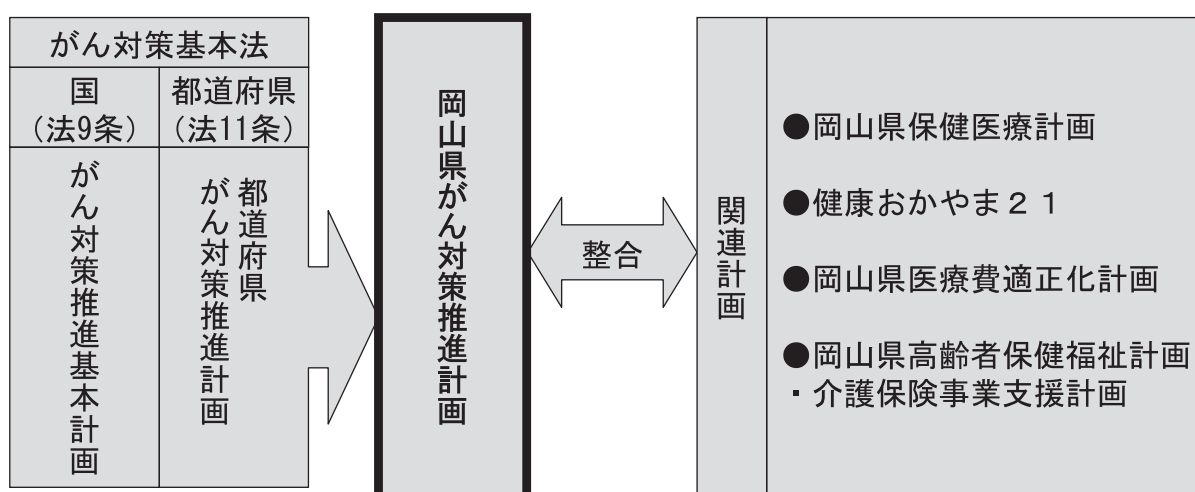 がん対策基本法
国
（法9条）
都道府県
（法11条）
がん対策推進基本計画
都道府県
がん対策推進計画
岡山県がん対策推進計画
整合
関連計画
●岡山県保健医療計画
●健康おかやま２１
●岡山県医療費適正化計画
●岡山県高齢者保健福祉計画
・介護保険事業支援計画